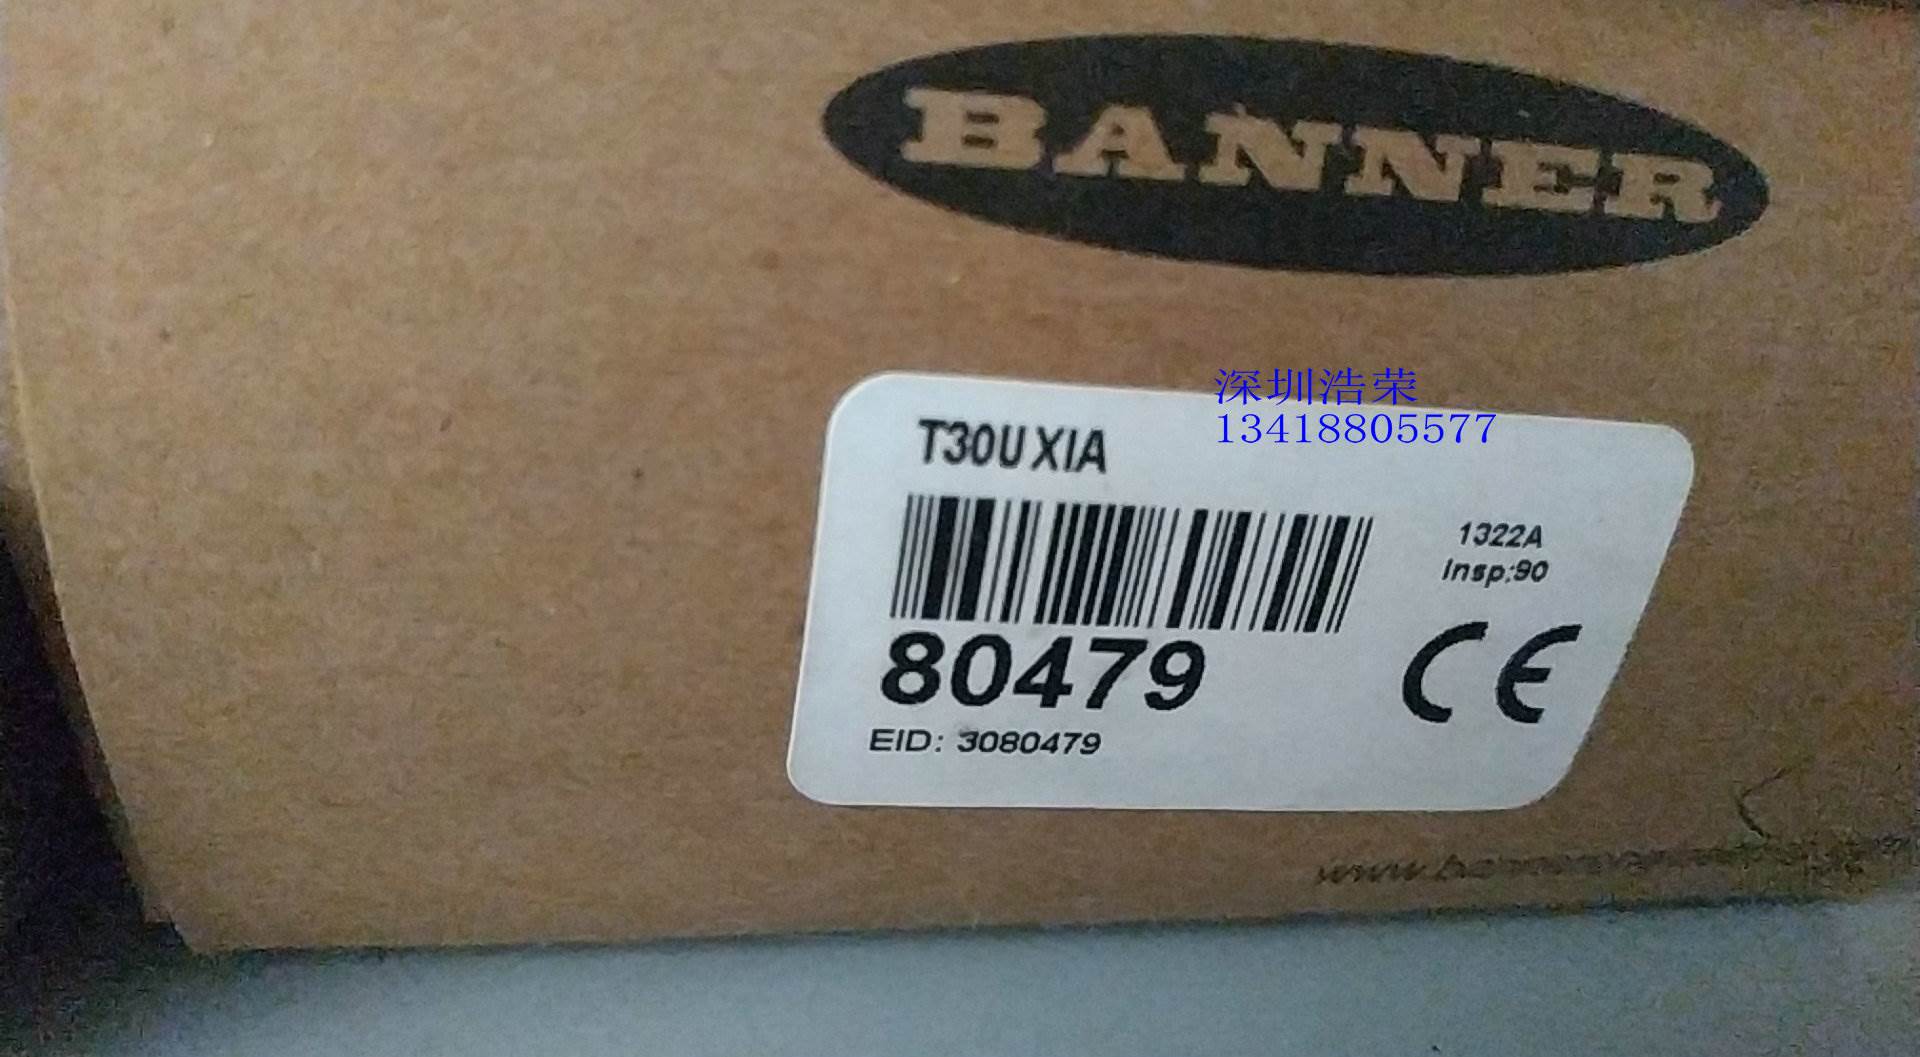 BANNER
深圳浩荣
13418805577
T30UXIA
1322A
Insp:90
80479
CE
EID: 3080479